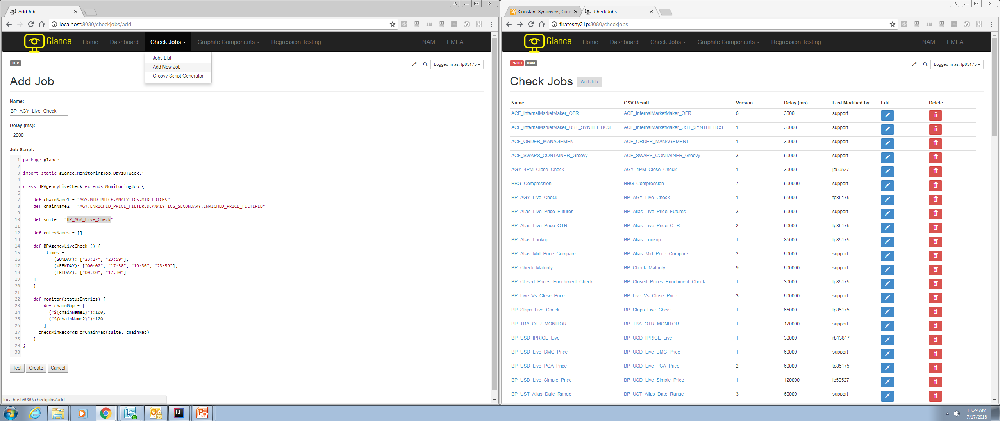 Add Job
localhost:8080/checkjobs/add
Glance Home Dashboard Check Jobs Graphite Components Regression Testing NAM EMEA
Jobs List
Add New Job
Groovy Script Generator
DEV
Logged in as: tp85175
Add Job
Name:
BP_AGY_Live_Check
Delay (ms):
12000
Job Script:
1 package glance
2
3 import static glance.MonitoringJob.DaysOfWeek.*
4
5 class BPAgencyLiveCheck extends MonitoringJob {
6
7 def chainName1 = "AGY.MID_PRICE.ANALYTICS.MID_PRICES"
8 def chainName2 = "AGY.ENRICHED_PRICE_FILTERED.ANALYTICS_SECONDARY.ENRICHED_PRICE_FILTERED"
9
10 def suite = "BP_AGY_Live_Check"
11
12 def entryNames = []
13
14 def BPAgencyLiveCheck () {
15 times = [
16 (SUNDAY): ["23:17", "23:59"],
17 (WEEKDAY): ["00:00", "17:30", "19:30", "23:59"],
18 (FRIDAY): ["00:00", "17:30"]
19 ]
20 }
21
22 def monitor(statusEntries) {
23 def chainMap = [
24 ("${chainName1}"):100,
25 ("${chainName2}"):100
26 ]
27 checkMinRecordsForChainMap(suite, chainMap)
28 }
29 }
30
Test Create Cancel
localhost:8080/checkjobs/add
Constant Synonyms, Con Check Jobs
firatesny21p:8080/checkjobs
Glance Home Dashboard Check Jobs Graphite Components Regression Testing NAM EMEA
PROD NAM
Logged in as: tp85175
Check Jobs Add Job
Name CSV Result Version Delay (ms) Last Modified by Edit Delete
ACF_InternalMarketMaker_OFR ACF_InternalMarketMaker_OFR 6 3000 support
ACF_InternalMarketMaker_UST_SYNTHETICS ACF_InternalMarketMaker_UST_SYNTHETICS 1 30000 support
ACF_ORDER_MANAGEMENT ACF_ORDER_MANAGEMENT 1 30000 support
ACF_SWAPS_CONTAINER_Groovy ACF_SWAPS_CONTAINER_Groovy 3 60000 support
AGY_4PM_Close_Check AGY_4PM_Close_Check 1 30000 je50527
BBG_Compression BBG_Compression 7 600000 support
BP_AGY_Live_Check BP_AGY_Live_Check 1 65000 tp85175
BP_Alias_Live_Price_Futures BP_Alias_Live_Price_Futures 3 60000 support
BP_Alias_Live_Price_OTR BP_Alias_Live_Price_OTR 2 60000 tp85175
BP_Alias_Lookup BP_Alias_Lookup 1 85000 tp85175
BP_Alias_Mid_Price_Compare BP_Alias_Mid_Price_Compare 2 60000 support
BP_Check_Maturity BP_Check_Maturity 9 600000 support
BP_Closed_Prices_Enrichment_Check BP_Closed_Prices_Enrichment_Check 1 30000 tp85175
BP_Live_Vs_Close_Price BP_Live_Vs_Close_Price 3 600000 support
BP_Strips_Live_Check BP_Strips_Live_Check 1 65000 tp85175
BP_TBA_OTR_MONITOR BP_TBA_OTR_MONITOR 1 120000 support
BP_USD_IPRICE_Live BP_USD_IPRICE_Live 1 30000 rb13817
BP_USD_Live_BMC_Price BP_USD_Live_BMC_Price 1 60000 support
BP_USD_Live_PCA_Price BP_USD_Live_PCA_Price 2 60000 tp85175
BP_USD_Live_Simple_Price BP_USD_Live_Simple_Price 1 120000 je50527
BP_UST_Alias_Date_Range BP_UST_Alias_Date_Range 3 60000 support
10:29 AM
7/17/2018